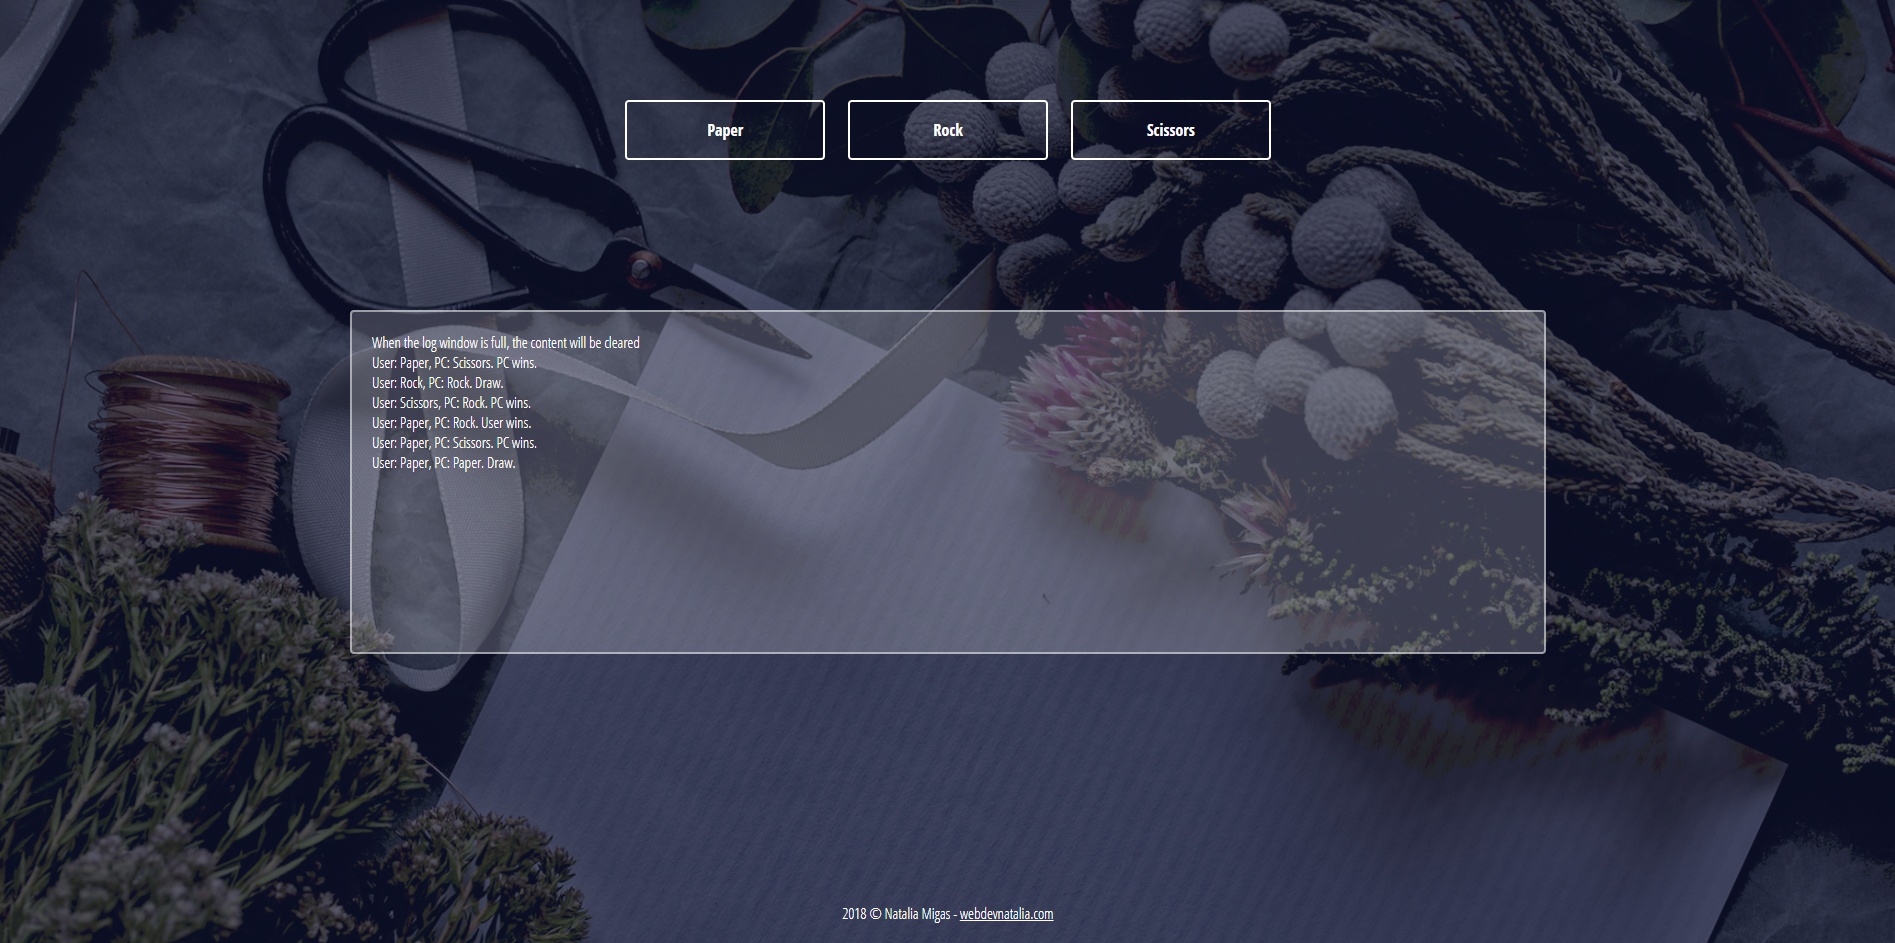 Paper
Rock
Scissors
When the log window is full, the content will be cleared
User: Paper, PC: Scissors. PC wins.
User: Rock, PC: Rock. Draw.
User: Scissors, PC: Rock. PC wins.
User: Paper, PC: Rock. User wins.
User: Paper, PC: Scissors. PC wins.
User: Paper, PC: Paper. Draw.
2018 © Natalia Migas - webdevnatalia.com